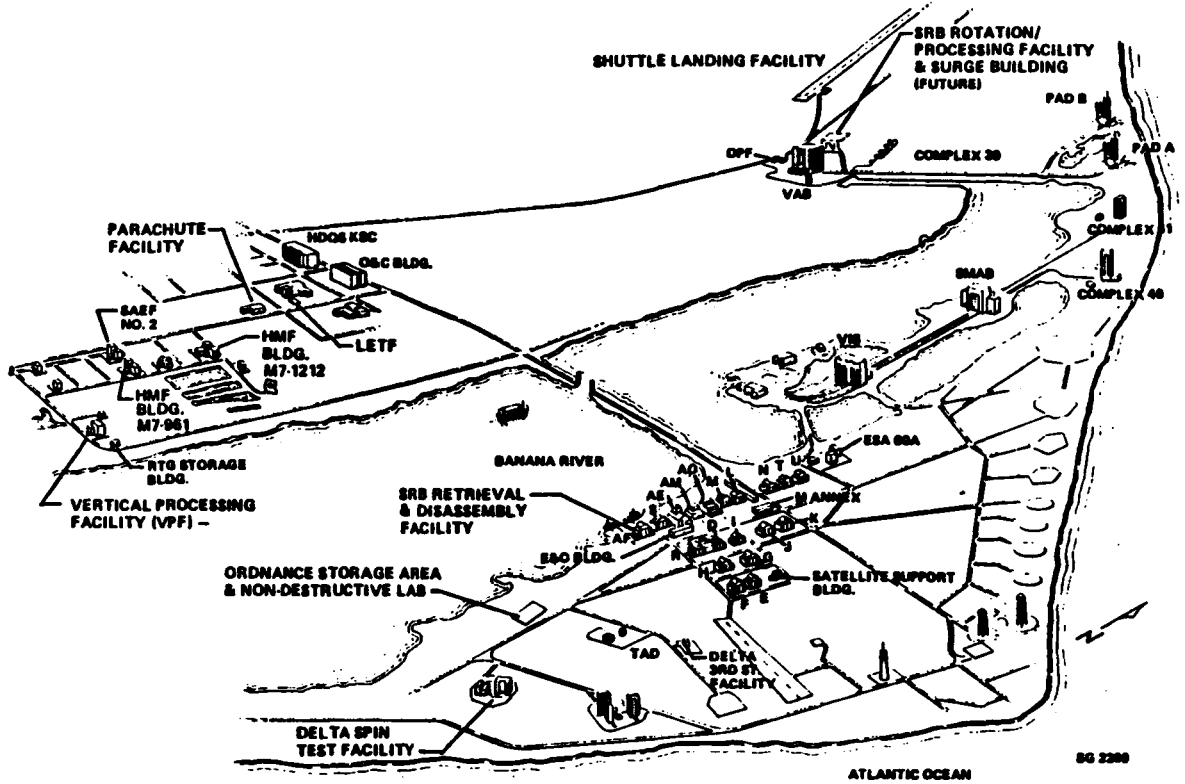 SHUTTLE LANDING FACILITY
SRB ROTATION/
PROCESSING FACILITY
& SURGE BUILDING
(FUTURE)
PAD B
PAD A
OPF
VAB
COMPLEX 39
COMPLEX 41
COMPLEX 40
SMAB
VIB
PARACHUTE
FACILITY
HDQS KSC
O&C BLDG.
SAEF
NO. 2
HMF
BLDG.
M7-1212
LETF
HMF
BLDG.
M7-961
RTG STORAGE
BLDG.
VERTICAL PROCESSING
FACILITY (VPF) –
BANANA RIVER
ESA 60A
SRB RETRIEVAL
& DISASSEMBLY
FACILITY
AO
AM
AE
S
AF
M
L
N
T
U
M ANNEX
E&O BLDG.
R
D
I
J
K
H
G
F
E
SATELLITE SUPPORT
BLDG.
ORDNANCE STORAGE AREA
& NON-DESTRUCTIVE LAB
TAD
DELTA
3RD ST.
FACILITY
DELTA SPIN
TEST FACILITY
ATLANTIC OCEAN